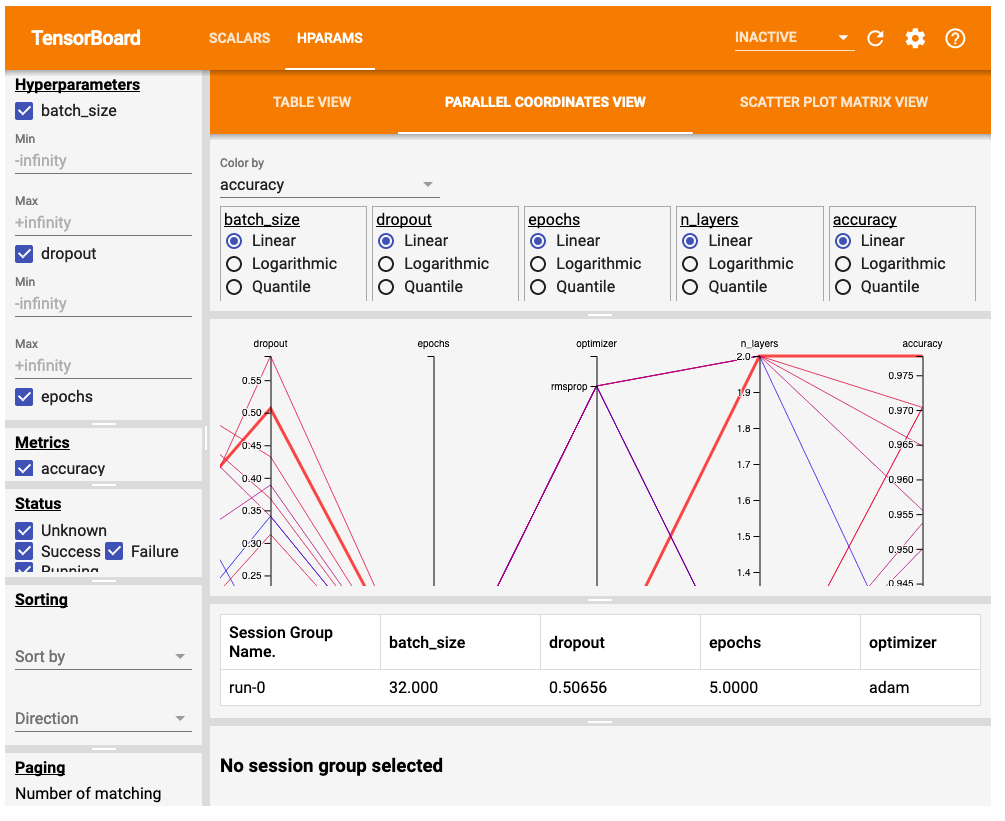 TensorBoard SCALARS HPARAMS INACTIVE
TABLE VIEW PARALLEL COORDINATES VIEW SCATTER PLOT MATRIX VIEW
Hyperparameters
batch_size
Min
-infinity
Max
+infinity
dropout
Min
-infinity
Max
+infinity
epochs
Metrics
accuracy
Status
Unknown
Success Failure
Running
Sorting
Sort by
Direction
Paging
Number of matching
Color by
accuracy
batch_size dropout epochs n_layers accuracy
Linear Linear Linear Linear Linear
Logarithmic Logarithmic Logarithmic Logarithmic Logarithmic
Quantile Quantile Quantile Quantile Quantile
dropout epochs optimizer n_layers accuracy
0.55
0.50
0.45
0.40
0.35
0.30
0.25
rmsprop
2.0
1.9
1.8
1.7
1.6
1.5
1.4
0.975
0.970
0.965
0.960
0.955
0.950
0.945
Session Group
Name. batch_size dropout epochs optimizer
run-0 32.000 0.50656 5.0000 adam
No session group selected